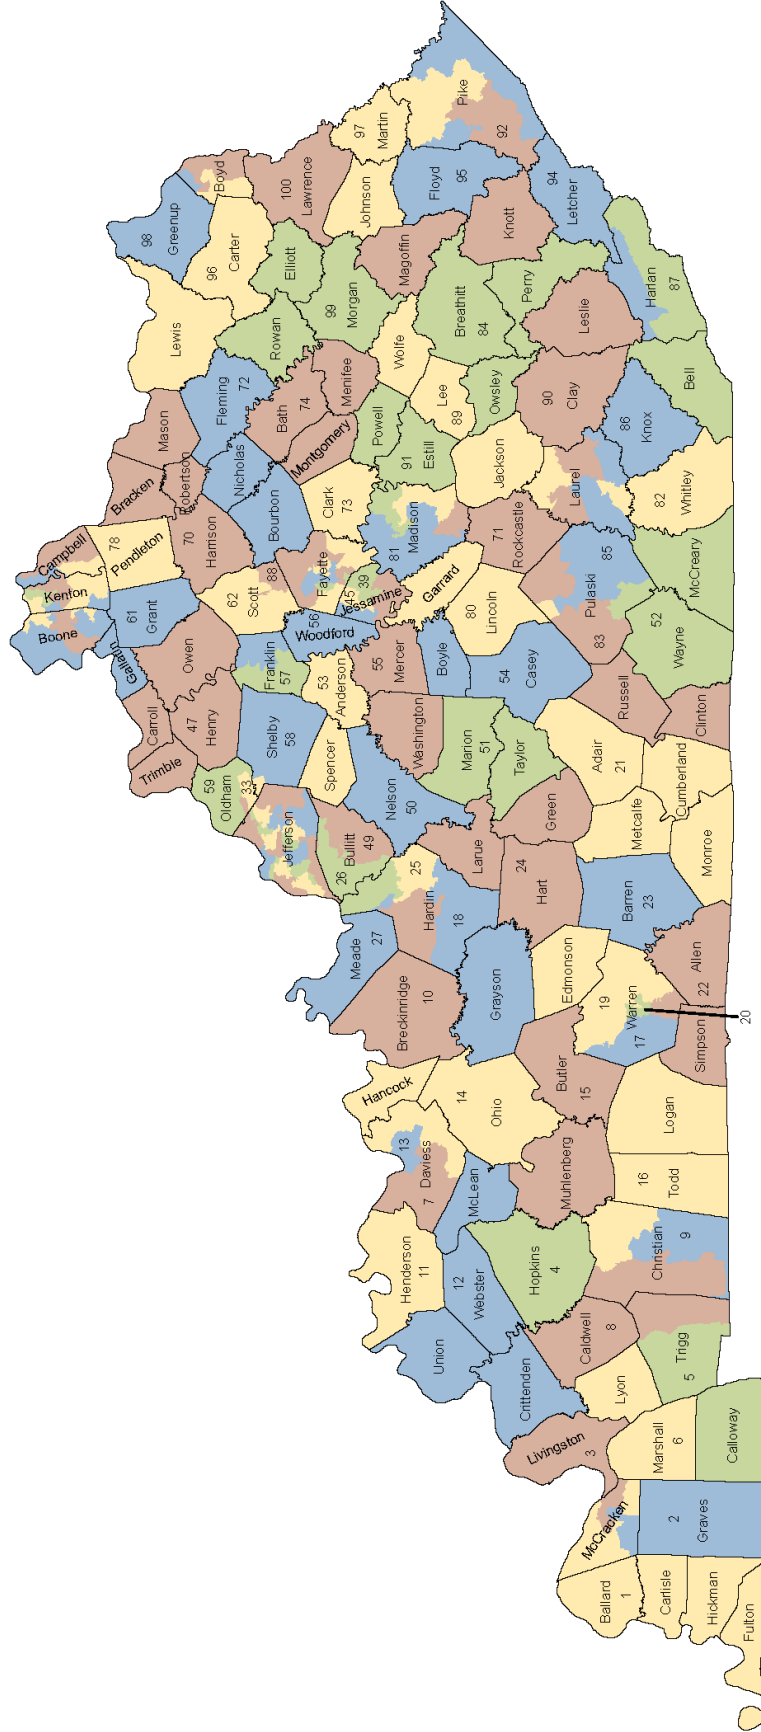 Ballard
1
Carlisle
Hickman
Fulton
McCracken
2
Graves
Livingston
3
Marshall
6
Calloway
Crittenden
Lyon
Trigg
5
Caldwell
8
Union
12
Webster
Henderson
11
Hopkins
4
Christian
9
McLean
7
Daviess
13
Muhlenberg
16
Todd
Logan
Hancock
14
Ohio
Butler
15
Simpson
17
Warren
19
20
Edmonson
22
Allen
Breckinridge
10
Grayson
Meade
27
Hardin
18
25
24
Hart
Barren
23
Monroe
Metcalfe
Larue
Green
26
Bullitt
49
Jefferson
33
59
Oldham
Nelson
50
Spencer
Shelby
58
Washington
Marion
51
Taylor
Adair
21
Cumberland
Clinton
Russell
Trimble
Carroll
47
Henry
Owen
Gallatin
Franklin
57
53
Anderson
55
Mercer
Boyle
54
Casey
56
Woodford
45
Jessamine
39
Garrard
80
Lincoln
83
Pulaski
85
52
Wayne
McCreary
Boone
Kenton
Campbell
61
Grant
78
Pendleton
62
Scott
88
70
Harrison
Fayette
Bourbon
Clark
73
81
Madison
71
Rockcastle
Laurel
82
Whitley
Bracken
Robertson
Mason
Nicholas
Fleming
72
Montgomery
Bath
74
Menifee
Powell
91
Estill
Jackson
89
Lee
Owsley
90
Clay
86
Knox
Bell
Lewis
Rowan
Wolfe
99
Morgan
Elliott
96
Carter
98
Greenup
Boyd
100
Lawrence
Johnson
97
Martin
Magoffin
84
Breathitt
Perry
Leslie
Harlan
87
Knott
Floyd
95
Pike
92
94
Letcher